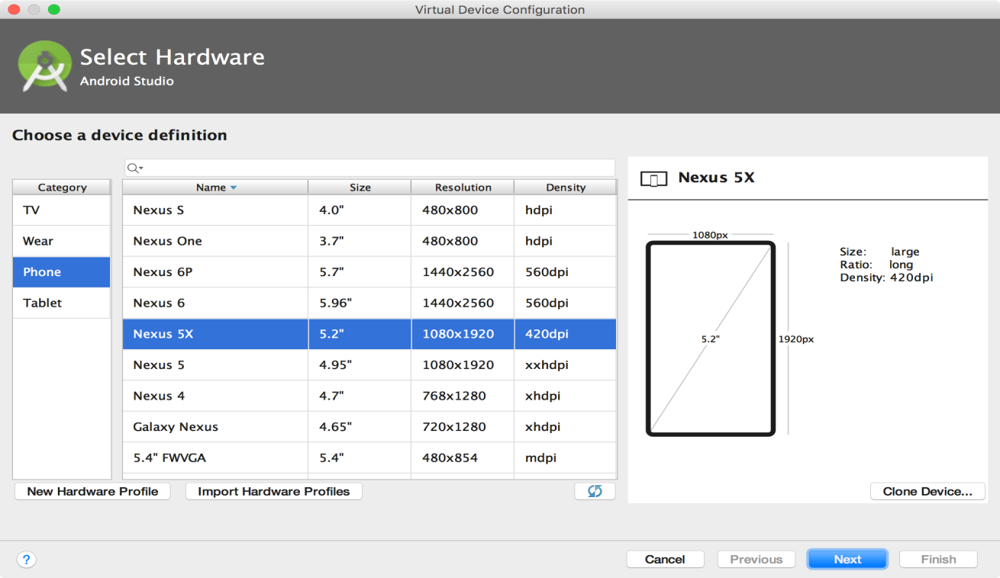 Virtual Device Configuration
Select Hardware
Android Studio
Choose a device definition
Category
TV
Wear
Phone
Tablet
Name Size Resolution Density
Nexus S 4.0" 480x800 hdpi
Nexus One 3.7" 480x800 hdpi
Nexus 6P 5.7" 1440x2560 560dpi
Nexus 6 5.96" 1440x2560 560dpi
Nexus 5X 5.2" 1080x1920 420dpi
Nexus 5 4.95" 1080x1920 xxhdpi
Nexus 4 4.7" 768x1280 xhdpi
Galaxy Nexus 4.65" 720x1280 xhdpi
5.4" FWVGA 5.4" 480x854 mdpi
New Hardware Profile Import Hardware Profiles
Nexus 5X
1080px
5.2" 1920px
Size: large
Ratio: long
Density: 420dpi
Clone Device...
? Cancel Previous Next Finish